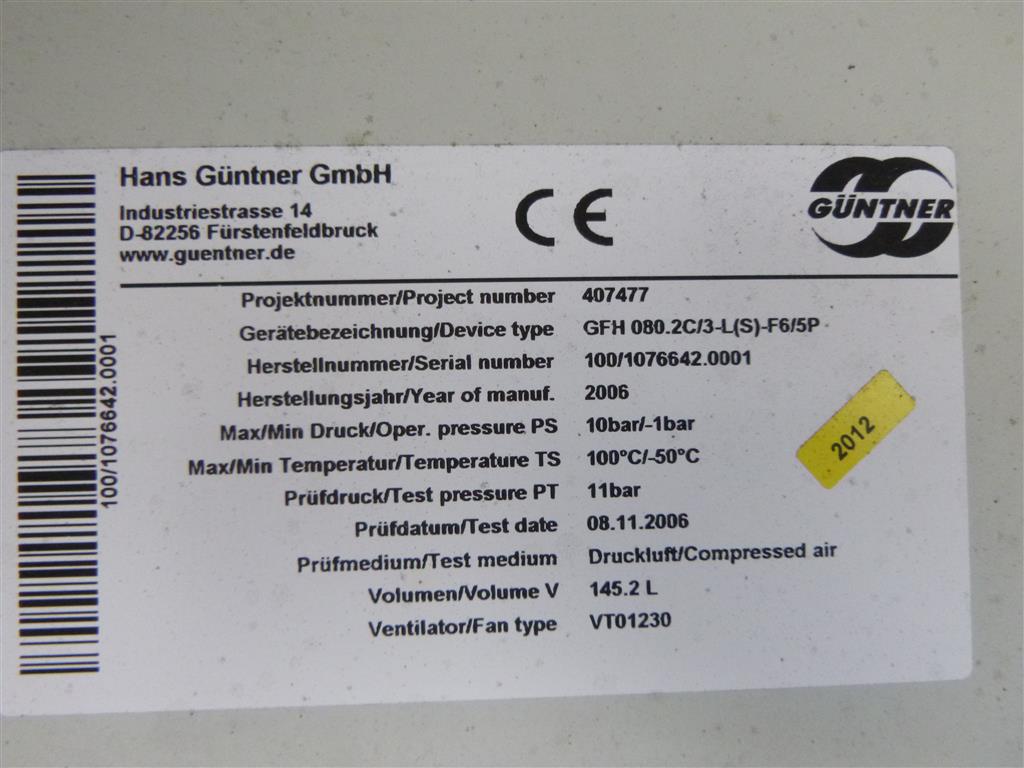 Hans Güntner GmbH
Industriestrasse 14
D-82256 Fürstenfeldbruck
www.guentner.de
CE
GÜNTNER
Projektnummer/Project number 407477
Gerätebezeichnung/Device type GFH 080.2C/3-L(S)-F6/5P
Herstellnummer/Serial number 100/1076642.0001
Herstellungsjahr/Year of manuf. 2006
Max/Min Druck/Oper. pressure PS 10bar/-1bar
Max/Min Temperatur/Temperature TS 100°C/-50°C
Prüfdruck/Test pressure PT 11bar
Prüfdatum/Test date 08.11.2006
Prüfmedium/Test medium Druckluft/Compressed air
Volumen/Volume V 145.2 L
Ventilator/Fan type VT01230
100/1076642.0001
2012